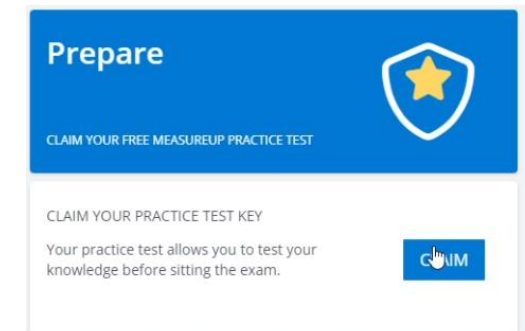 Prepare
CLAIM YOUR FREE MEASUREUP PRACTICE TEST
CLAIM YOUR PRACTICE TEST KEY
Your practice test allows you to test your
knowledge before sitting the exam.
CLAIM